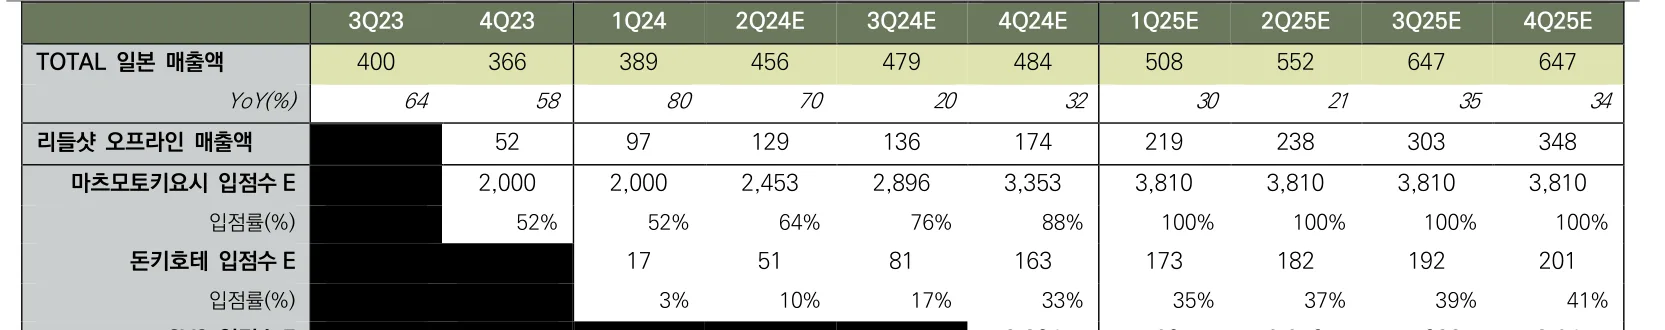 3Q23 4Q23 1Q24 2Q24E 3Q24E 4Q24E 1Q25E 2Q25E 3Q25E 4Q25E
TOTAL 일본 매출액 400 366 389 456 479 484 508 552 647 647
YoY(%) 64 58 80 70 20 32 30 21 35 34
리들샷 오프라인 매출액 52 97 129 136 174 219 238 303 348
마츠모토키요시 입점수 E 2,000 2,000 2,453 2,896 3,353 3,810 3,810 3,810 3,810
입점률(%) 52% 52% 64% 76% 88% 100% 100% 100% 100%
돈키호테 입점수 E 17 51 81 163 173 182 192 201
입점률(%) 3% 10% 17% 33% 35% 37% 39% 41%